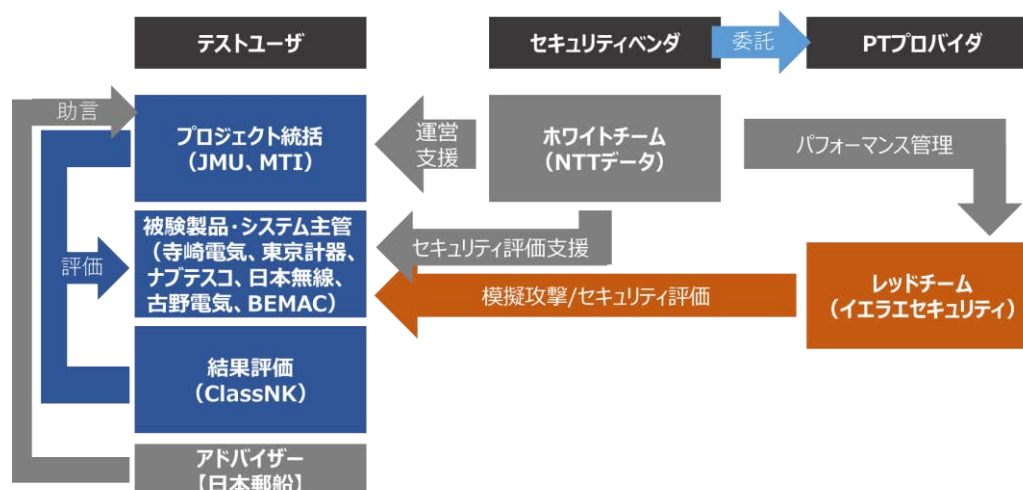 テストユーザ
セキュリティベンダ
委託
PTプロバイダ
助言
プロジェクト統括
（JMU、MTI）
運営
支援
ホワイトチーム
（NTTデータ）
パフォーマンス管理
評価
被験製品・システム主管
（寺崎電気、東京計器、
ナブテスコ、日本無線、
古野電気、BEMAC）
セキュリティ評価支援
模擬攻撃/セキュリティ評価
レッドチーム
（イエラエセキュリティ）
結果評価
（ClassNK）
アドバイザー
【日本郵船】